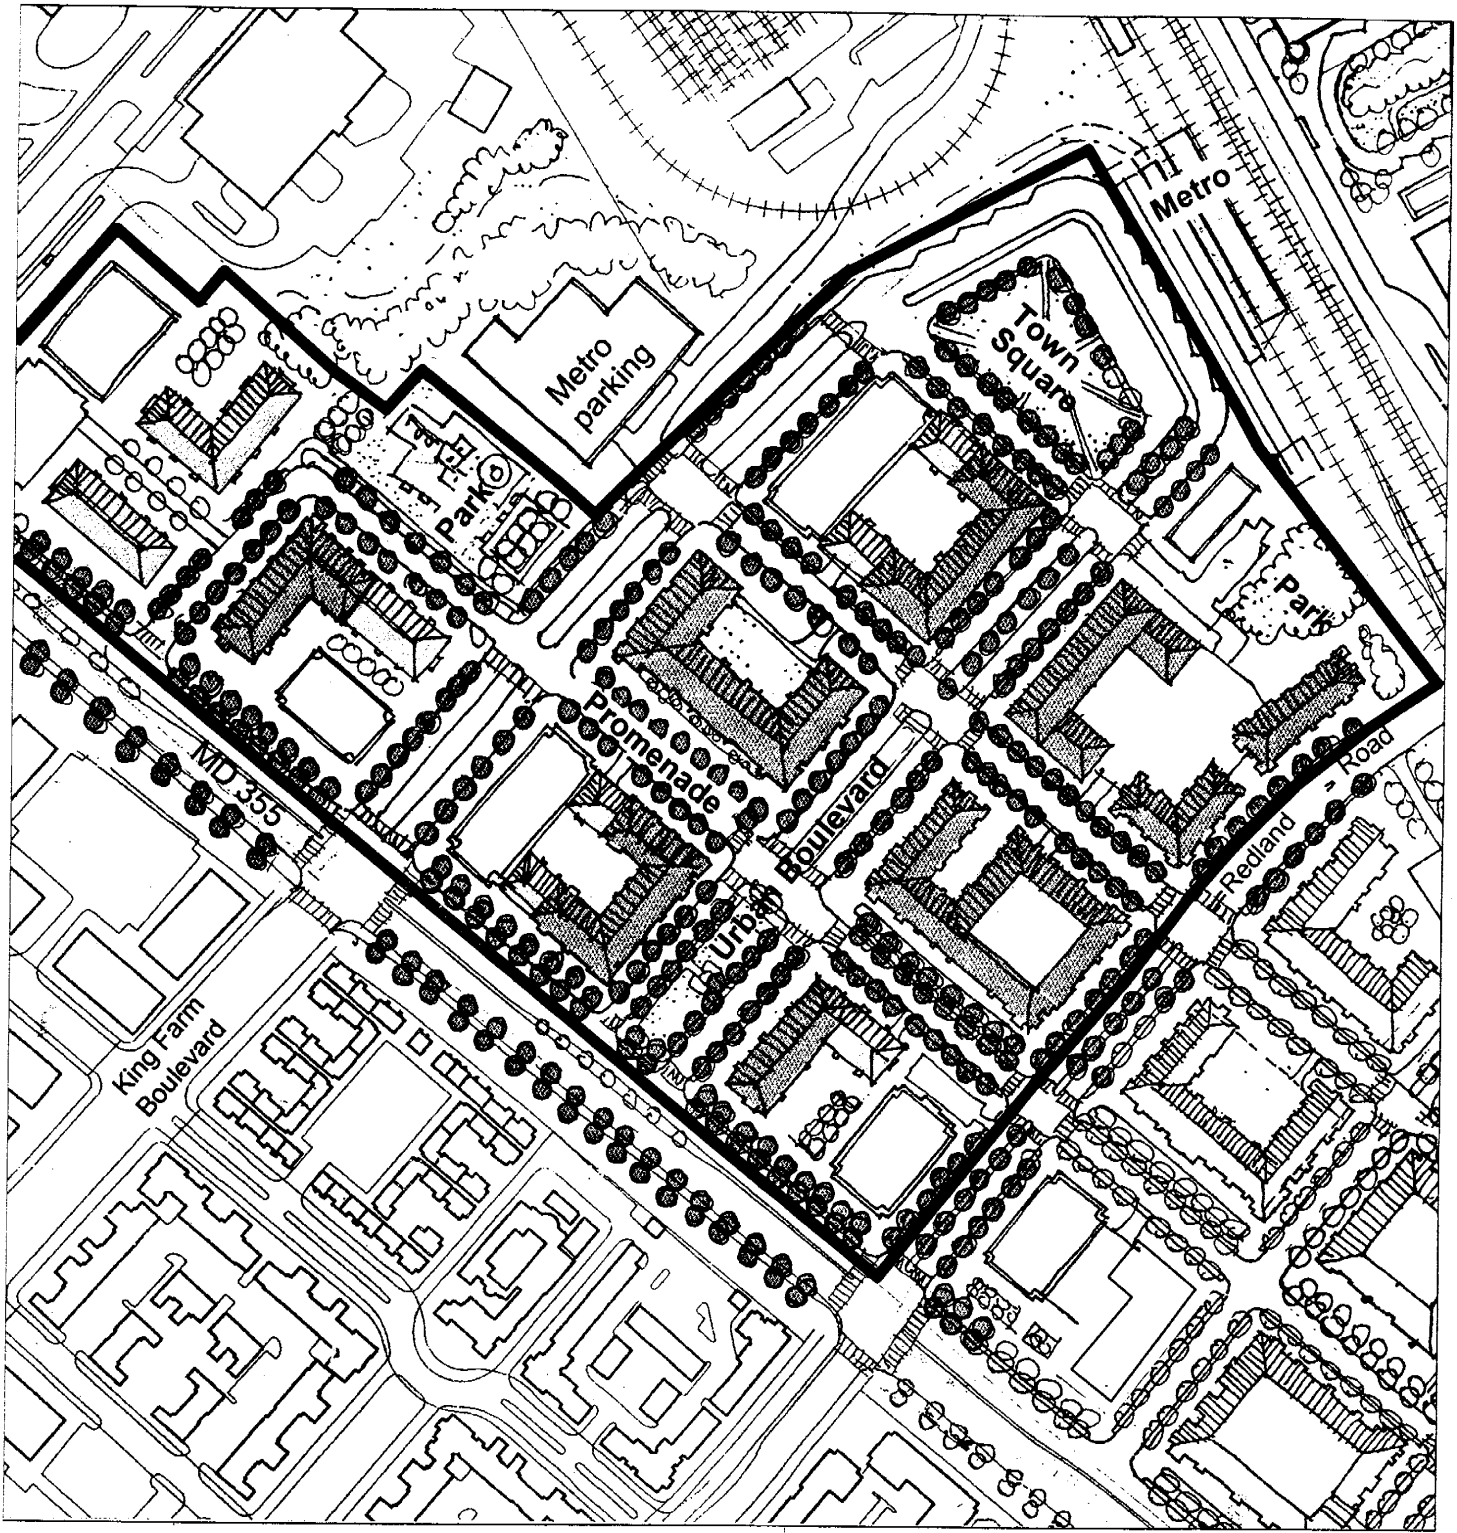 Metro
Town
Square
Metro
parking
Park
Park
Promenade
Boulevard
Urban
MD 355
Redland
Road
King Farm
Boulevard